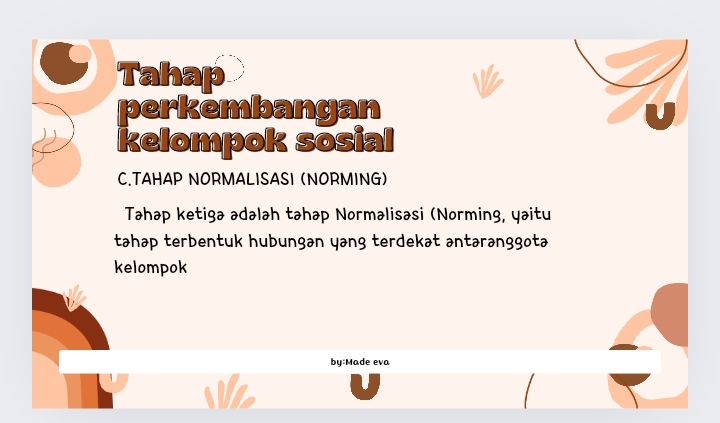 Tahap
perkembangan
kelompok sosial
C.TAHAP NORMALISASI (NORMING)
Tahap ketiga adalah tahap Normalisasi (Norming, yaitu
tahap terbentuk hubungan yang terdekat antaranggota
kelompok
by:Made eva